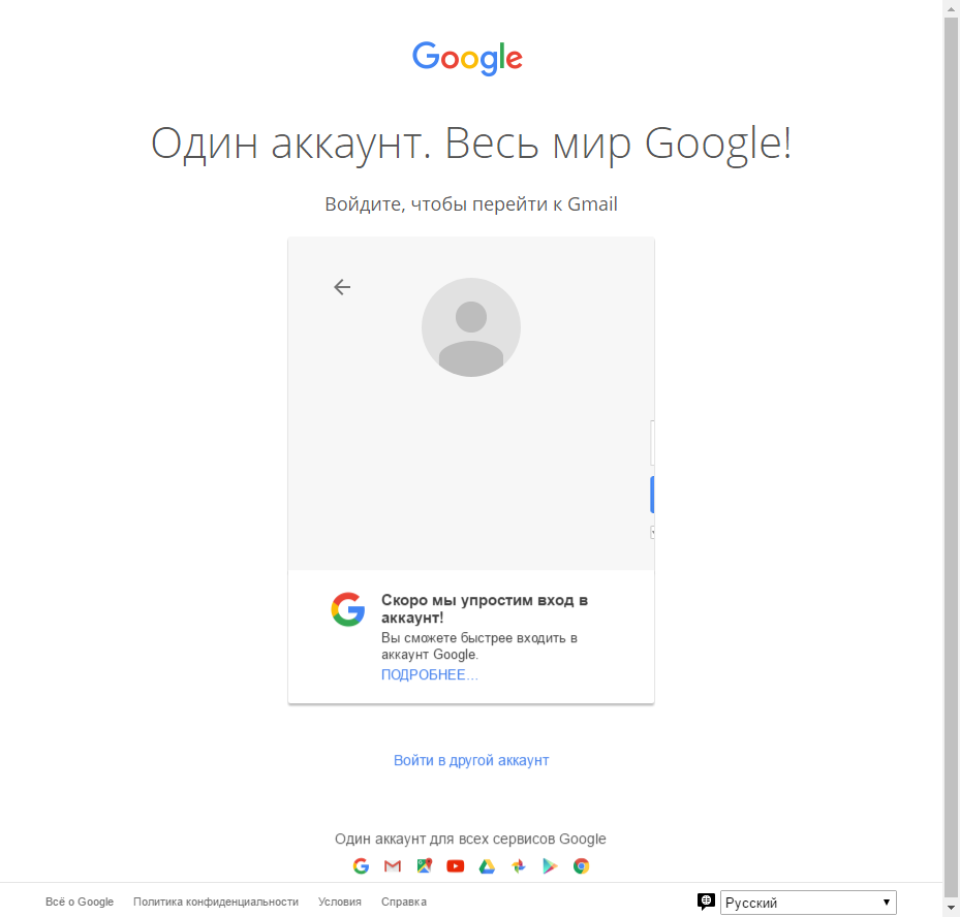 Google
Один аккаунт. Весь мир Google!
Войдите, чтобы перейти к Gmail
Скоро мы упростим вход в
аккаунт!
Вы сможете быстрее входить в
аккаунт Google.
ПОДРОБНЕЕ...
Войти в другой аккаунт
Один аккаунт для всех сервисов Google
Всё о Google Политика конфиденциальности Условия Справка Русский